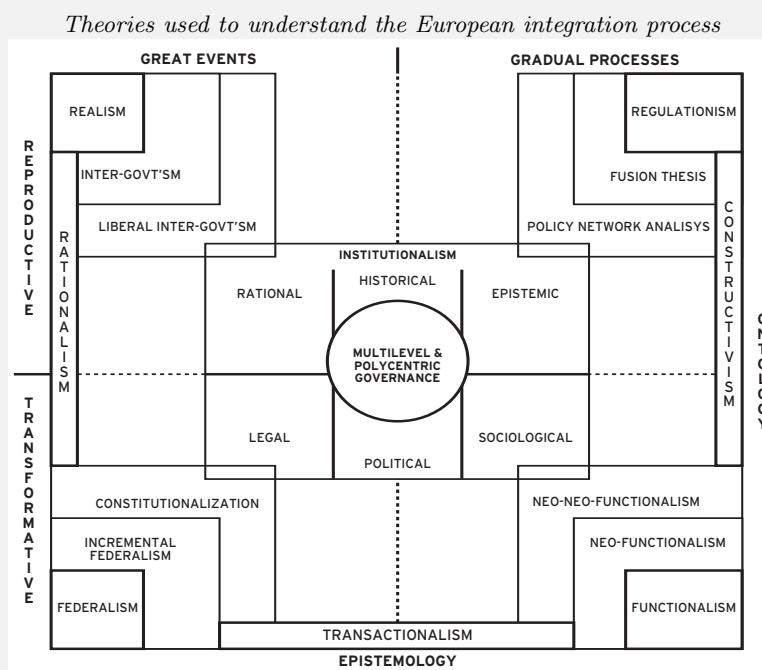 Theories used to understand the European integration process
GREAT EVENTS
GRADUAL PROCESSES
REALISM
REGULATIONISM
REPRODUCTIVE
INTER-GOVT'SM
FUSION THESIS
LIBERAL INTER-GOVT'SM
POLICY NETWORK ANALISYS
RATIONALISM
CONSTRUCTIVISM
INSTITUTIONALISM
RATIONAL
HISTORICAL
EPISTEMIC
MULTILEVEL &
POLYCENTRIC
GOVERNANCE
TRANSFORMATIVE
LEGAL
POLITICAL
SOCIOLOGICAL
CONSTITUTIONALIZATION
NEO-NEO-FUNCTIONALISM
INCREMENTAL
FEDERALISM
NEO-FUNCTIONALISM
FEDERALISM
FUNCTIONALISM
TRANSACTIONALISM
EPISTEMOLOGY